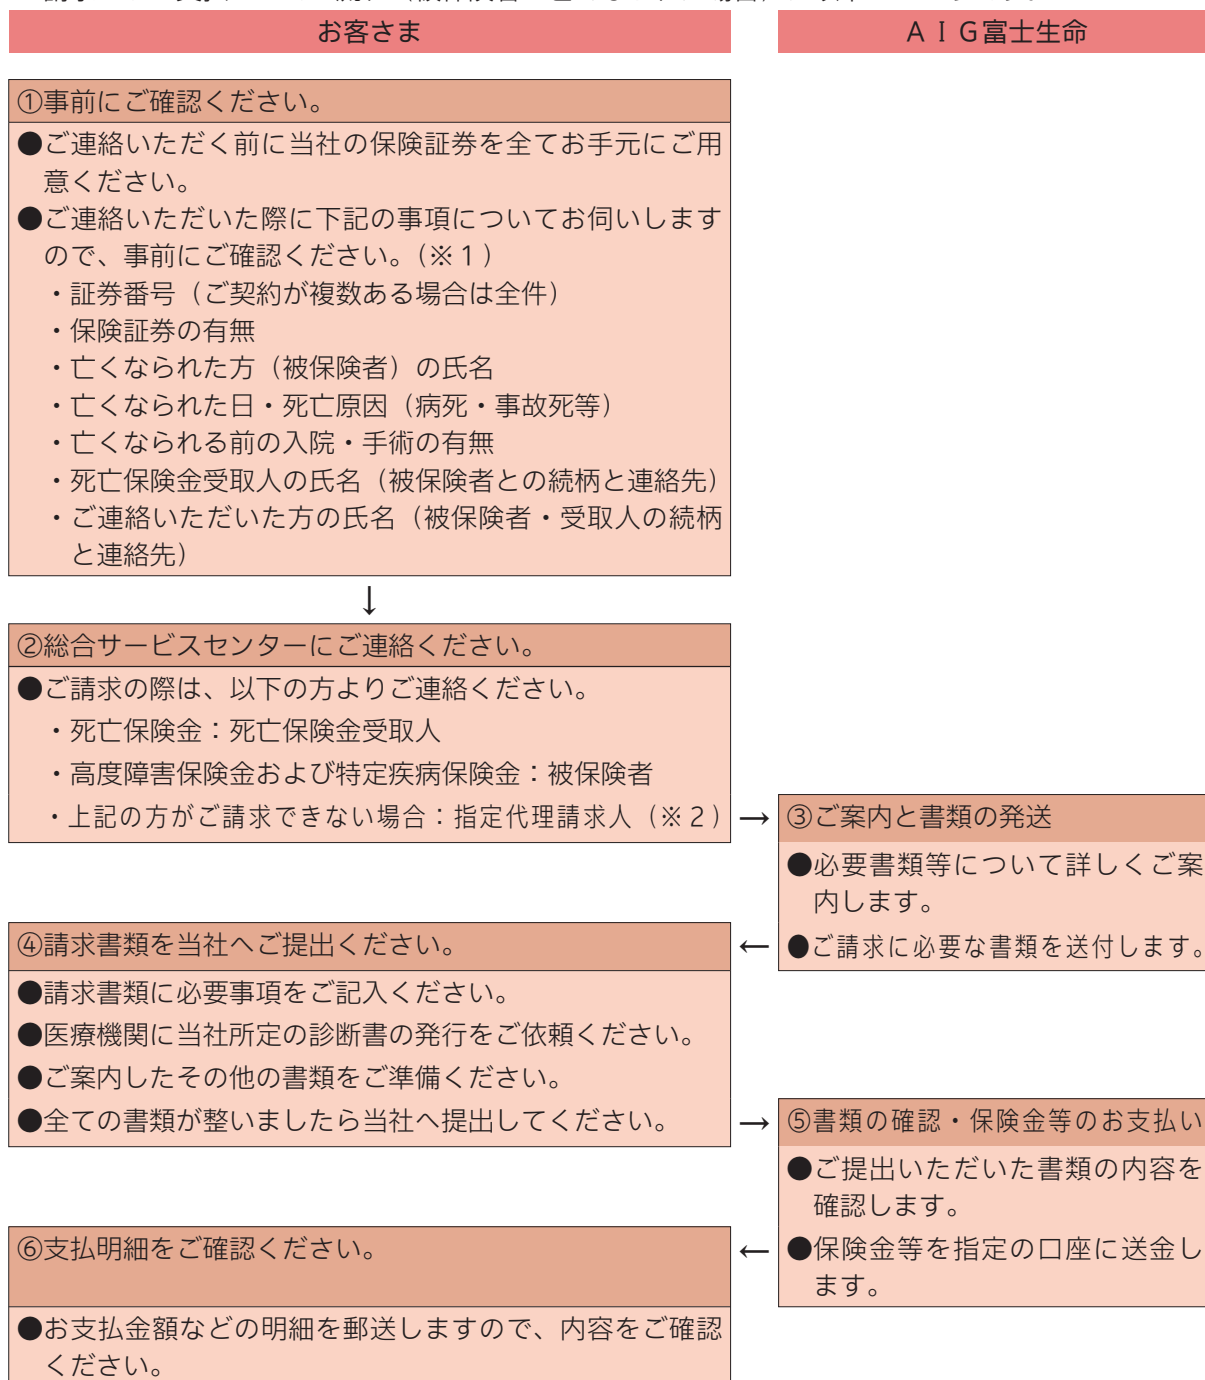 お客さま
ＡＩＧ富士生命
①事前にご確認ください。
●ご連絡いただく前に当社の保険証券を全てお手元にご用
意ください。
●ご連絡いただいた際に下記の事項についてお伺いします
ので、事前にご確認ください。（※１）
・証券番号（ご契約が複数ある場合は全件）
・保険証券の有無
・亡くなられた方（被保険者）の氏名
・亡くなられた日・死亡原因（病死・事故死等）
・亡くなられる前の入院・手術の有無
・死亡保険金受取人の氏名（被保険者との続柄と連絡先）
・ご連絡いただいた方の氏名（被保険者・受取人の続柄
と連絡先）
↓
②総合サービスセンターにご連絡ください。
●ご請求の際は、以下の方よりご連絡ください。
・死亡保険金：死亡保険金受取人
・高度障害保険金および特定疾病保険金：被保険者
・上記の方がご請求できない場合：指定代理請求人（※２）
→
③ご案内と書類の発送
●必要書類等について詳しくご案
内します。
●ご請求に必要な書類を送付します。
←
④請求書類を当社へご提出ください。
●請求書類に必要事項をご記入ください。
●医療機関に当社所定の診断書の発行をご依頼ください。
●ご案内したその他の書類をご準備ください。
●全ての書類が整いましたら当社へ提出してください。
→
⑤書類の確認・保険金等のお支払い
●ご提出いただいた書類の内容を
確認します。
●保険金等を指定の口座に送金し
ます。
←
⑥支払明細をご確認ください。
●お支払金額などの明細を郵送しますので、内容をご確認
ください。